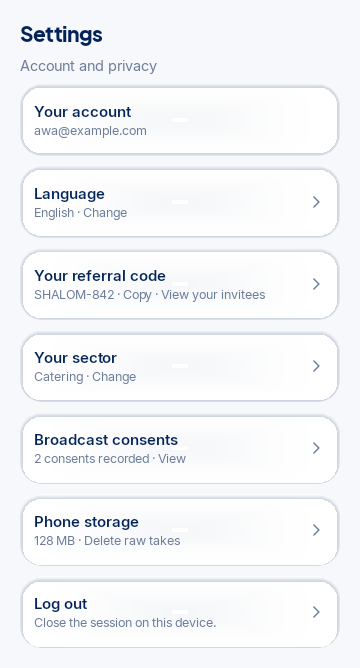 Settings
Account and privacy
Your account
awa@example.com
Language
English · Change
Your referral code
SHALOM-842 · Copy · View your invitees
Your sector
Catering · Change
Broadcast consents
2 consents recorded · View
Phone storage
128 MB · Delete raw takes
Log out
Close the session on this device.